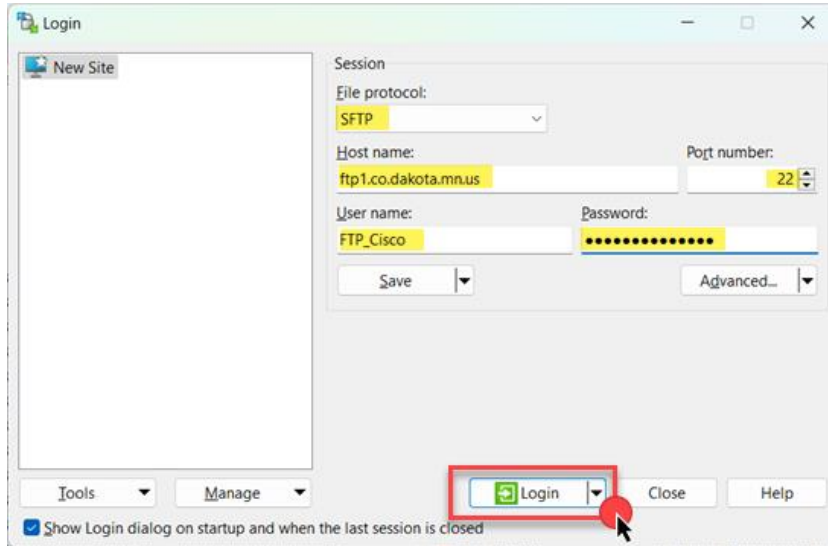 Login
New Site
Session
File protocol:
SFTP
Host name:
Port number:
ftp1.co.dakota.mn.us
22
User name:
Password:
FTP_Cisco
●●●●●●●●●●●●●●
Save
Advanced...
Tools
Manage
Login
Close
Help
Show Login dialog on startup and when the last session is closed